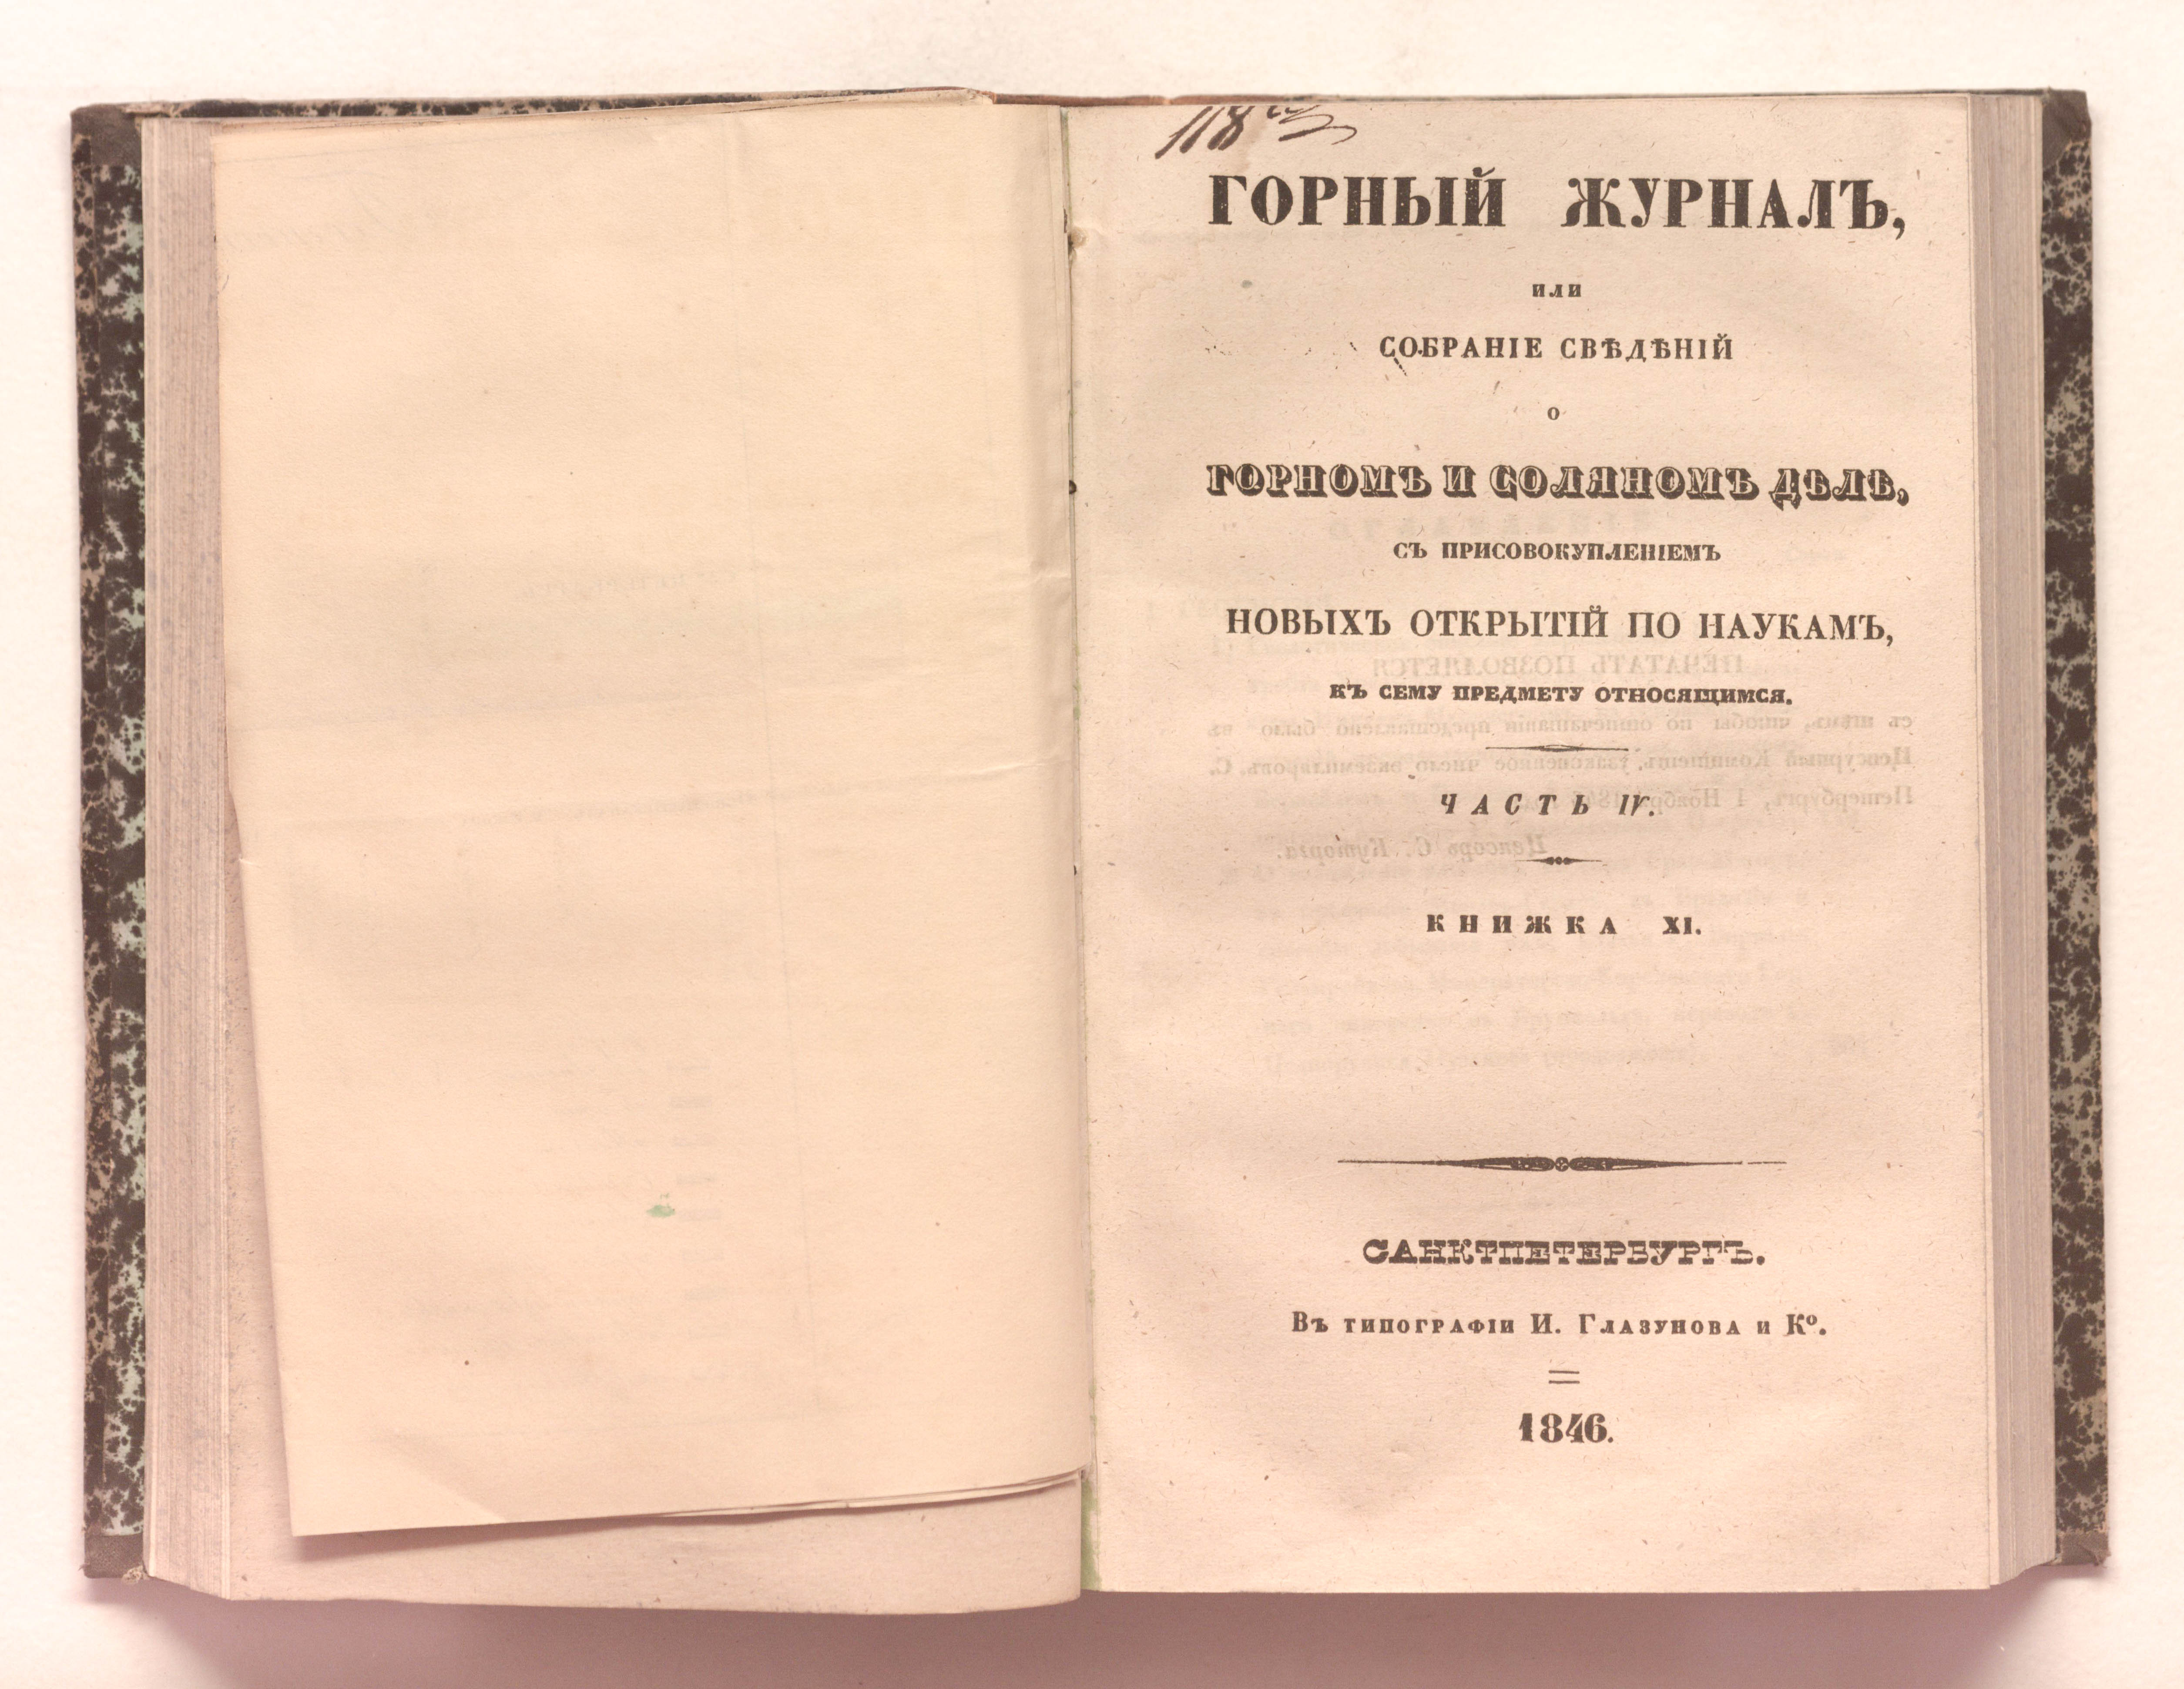 ГОРНЫЙ ЖУРНАЛЪ,
или
СОБРАНІЕ СВѢДѢНІЙ
о
ГОРНОМЪ И СОЛЯНОМЪ ДѢЛѢ,
СЪ ПРИСОВОКУПЛЕНІЕМЪ
НОВЫХЪ ОТКРЫТІЙ ПО НАУКАМЪ,
КЪ СЕМУ ПРЕДМЕТУ ОТНОСЯЩИМСЯ.
ЧАСТЬ IV.
КНИЖКА XI.
САНКТПЕТЕРБУРГЪ.
Въ типографіи И. Глазунова и Ко.
1846.